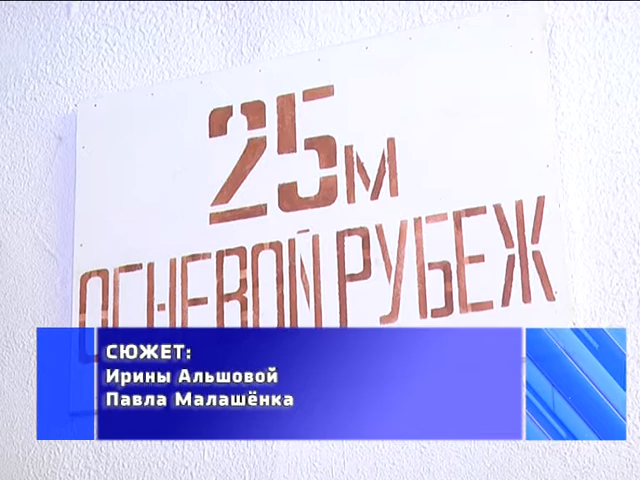 25м
ОГНЕВОЙ РУБЕЖ
СЮЖЕТ:
Ирины Альшовой
Павла Малашёнка